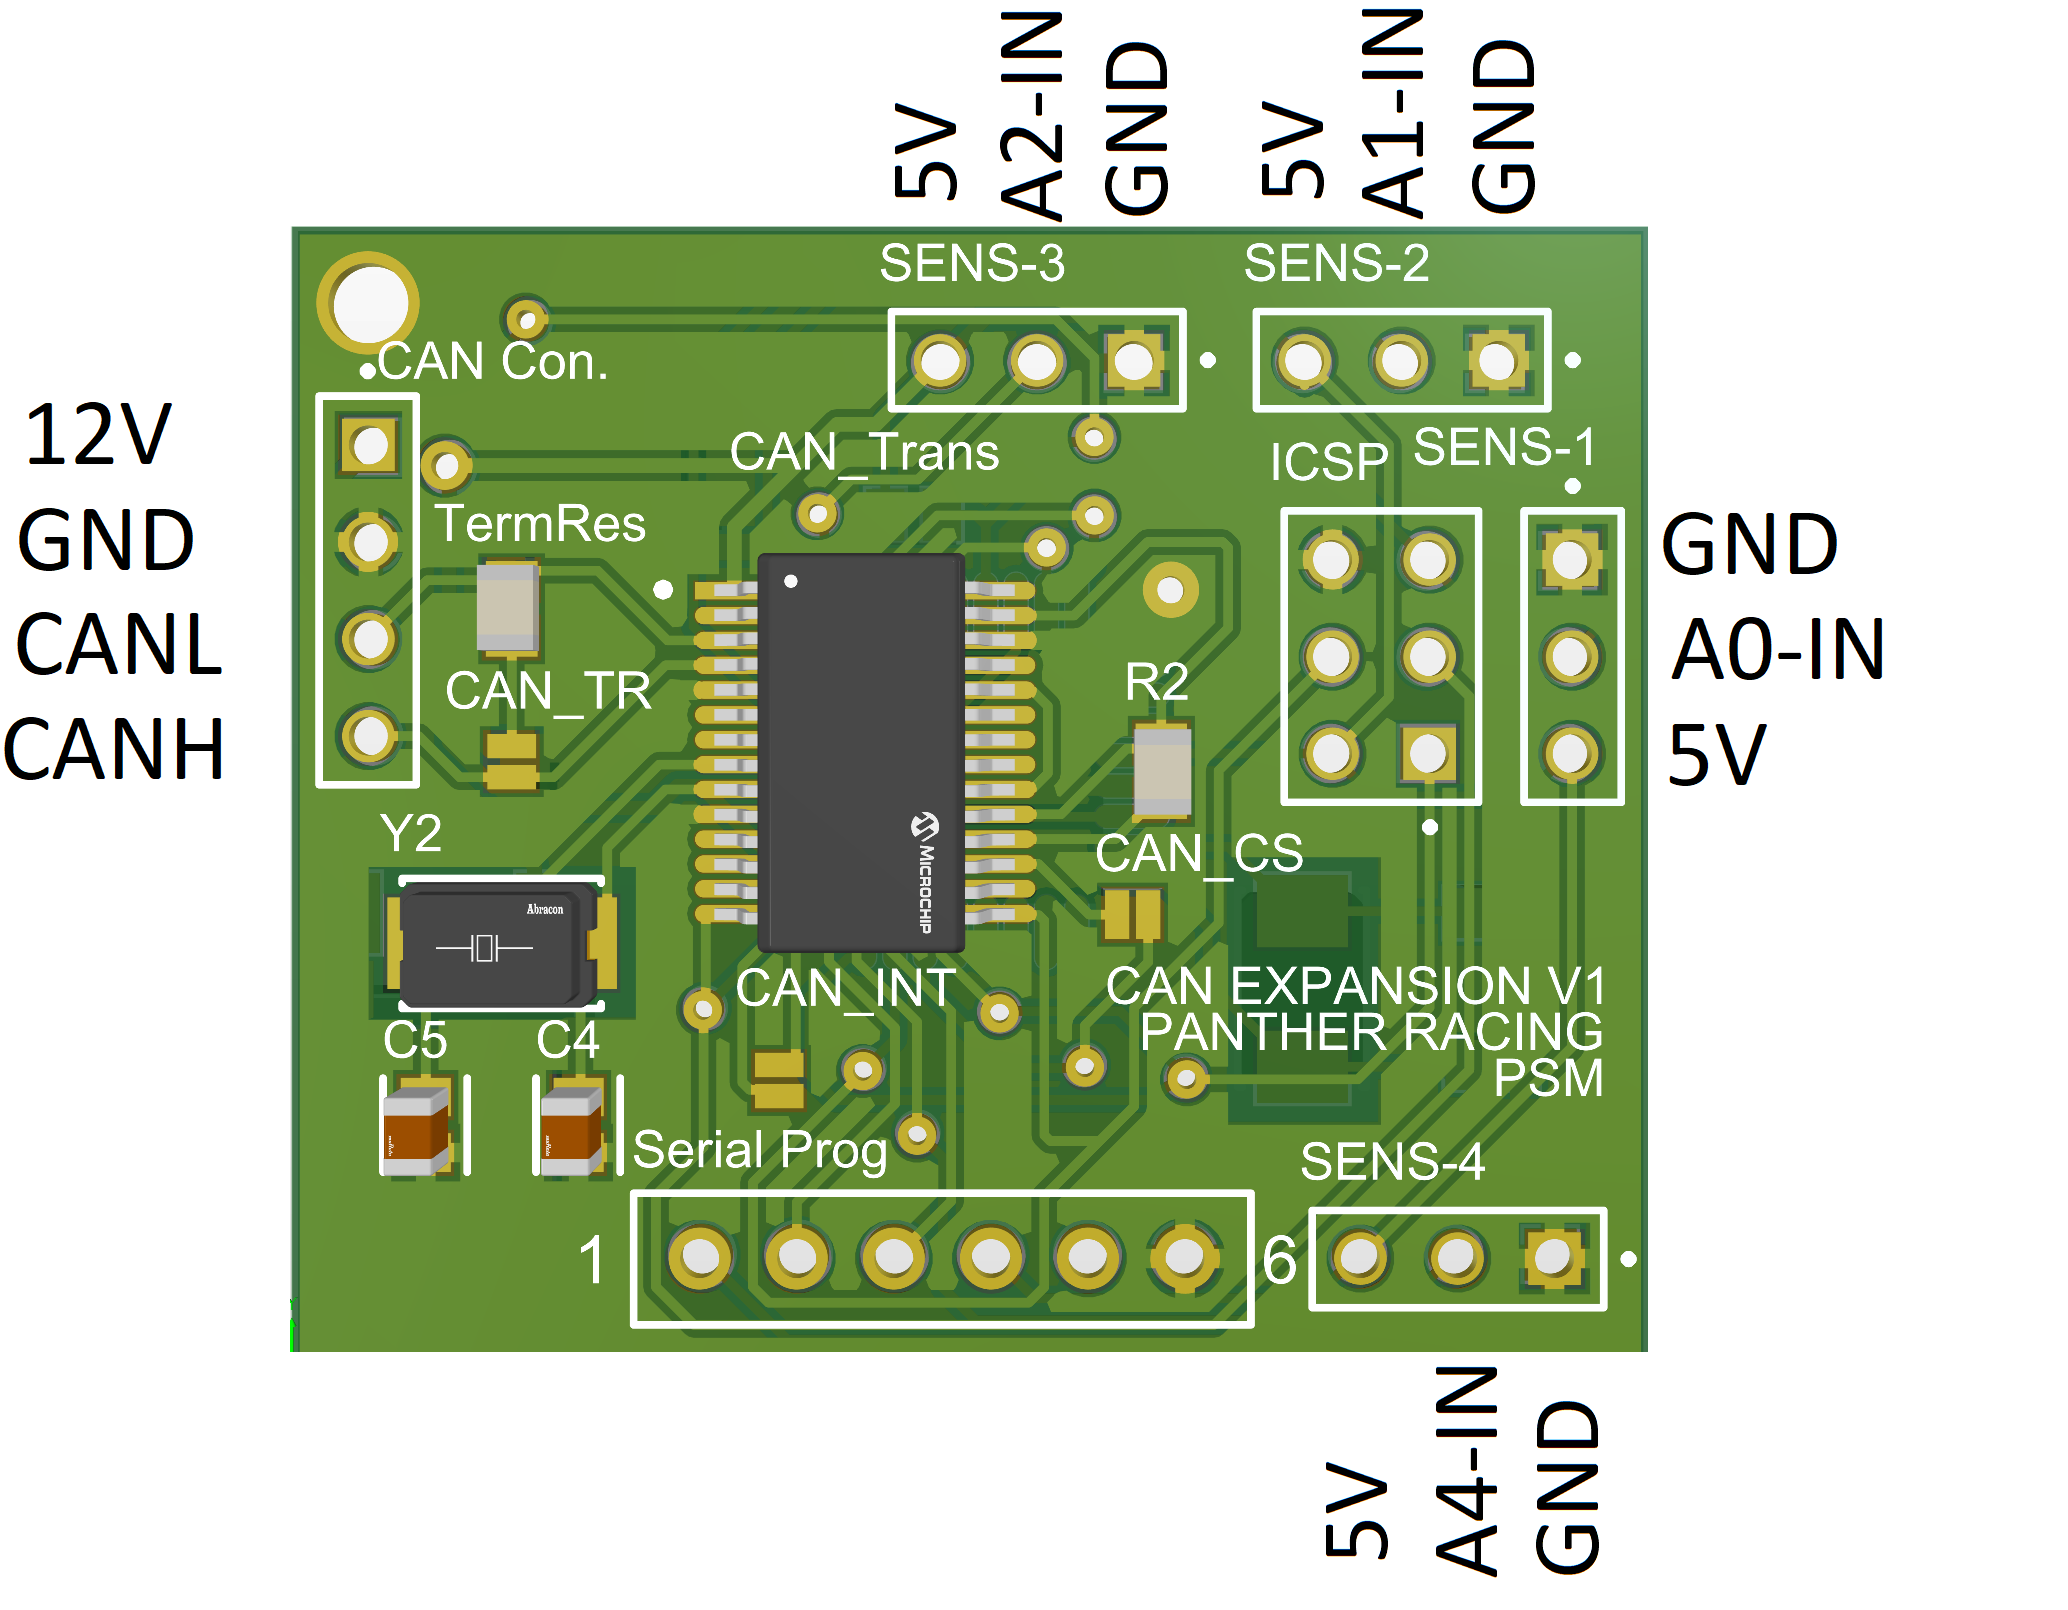 5V
A2-IN
GND
5V
A1-IN
GND
SENS-3
SENS-2
CAN Con.
12V
GND
CANL
CANH
CAN_Trans
ICSP
SENS-1
TermRes
GND
A0-IN
5V
CAN_TR
R2
Y2
CAN_CS
MICROCHIP
Abracon
CAN_INT
CAN EXPANSION V1
PANTHER RACING
PSM
C5
C4
Serial Prog
SENS-4
1
6
5V
A4-IN
GND